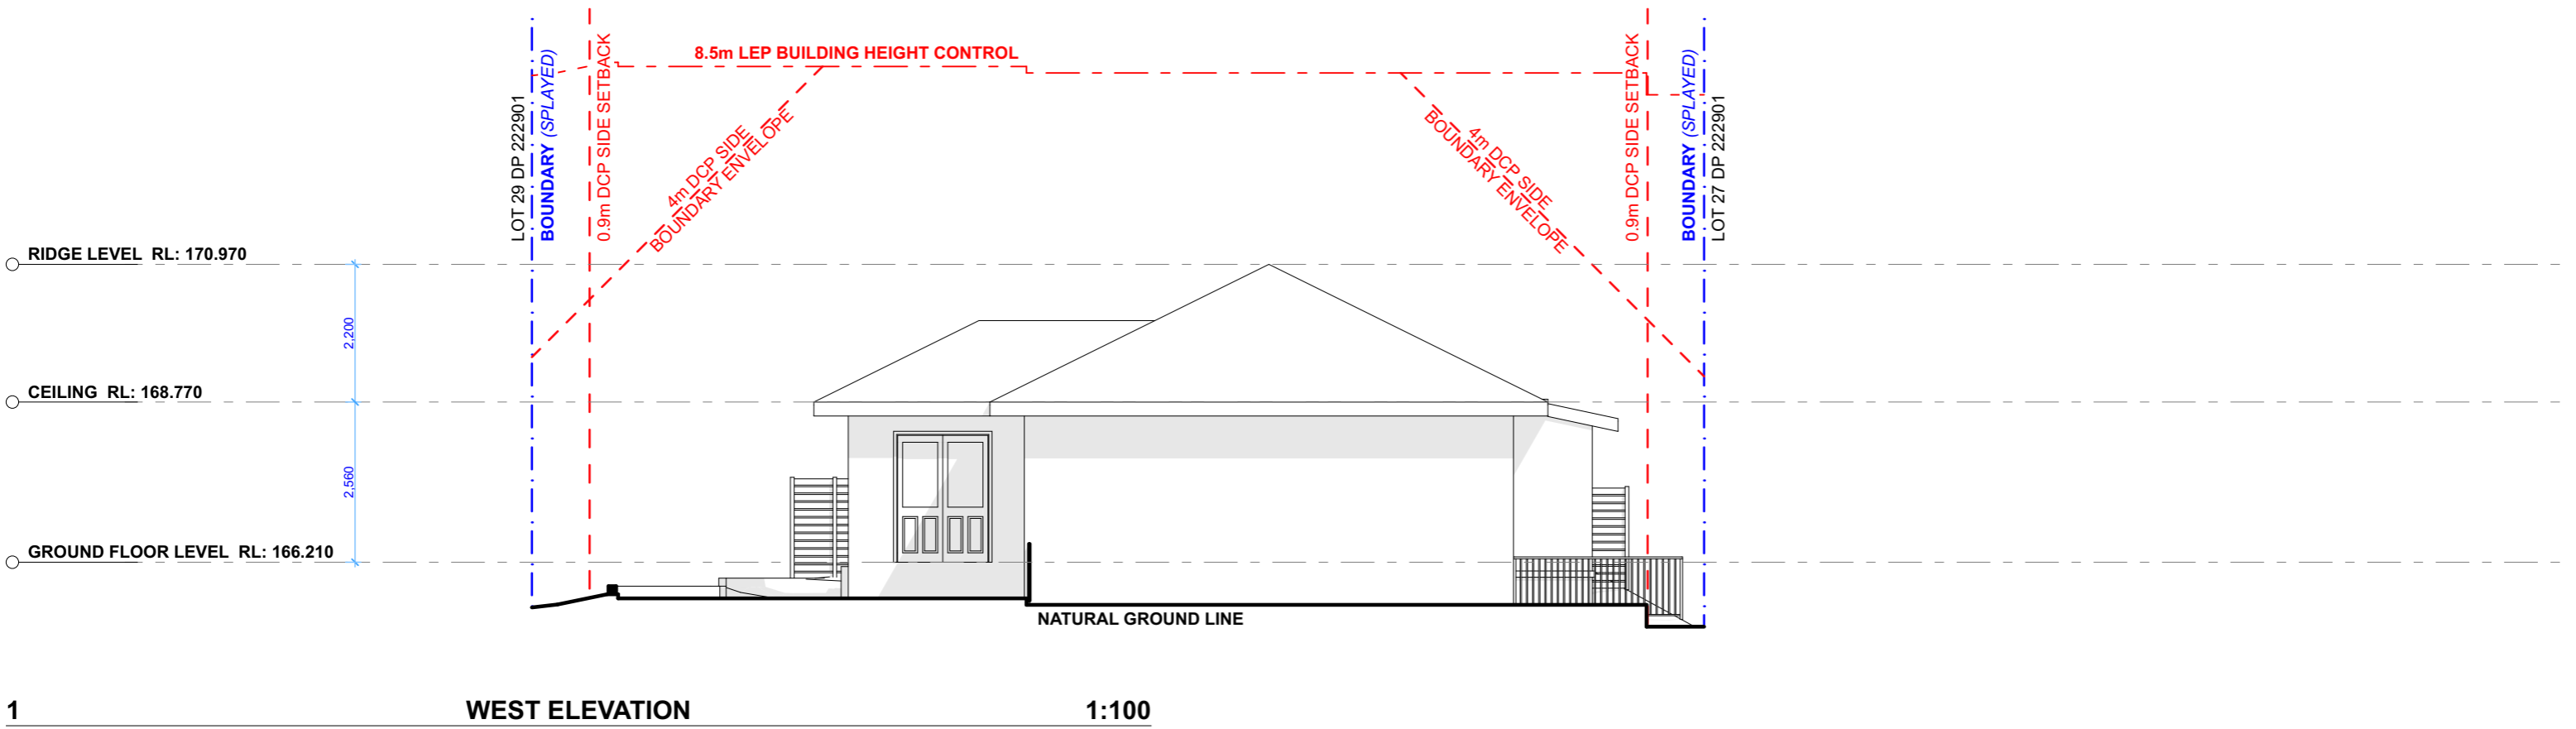 8.5m LEP BUILDING HEIGHT CONTROL
LOT 29 DP 222901
BOUNDARY (SPLAYED)
0.9m DCP SIDE SETBACK
4m DCP SIDE
BOUNDARY ENVELOPE
4m DCP SIDE
BOUNDARY ENVELOPE
0.9m DCP SIDE SETBACK
BOUNDARY (SPLAYED)
LOT 27 DP 222901
RIDGE LEVEL RL: 170.970
2,200
CEILING RL: 168.770
2,560
GROUND FLOOR LEVEL RL: 166.210
NATURAL GROUND LINE
1 WEST ELEVATION 1:100